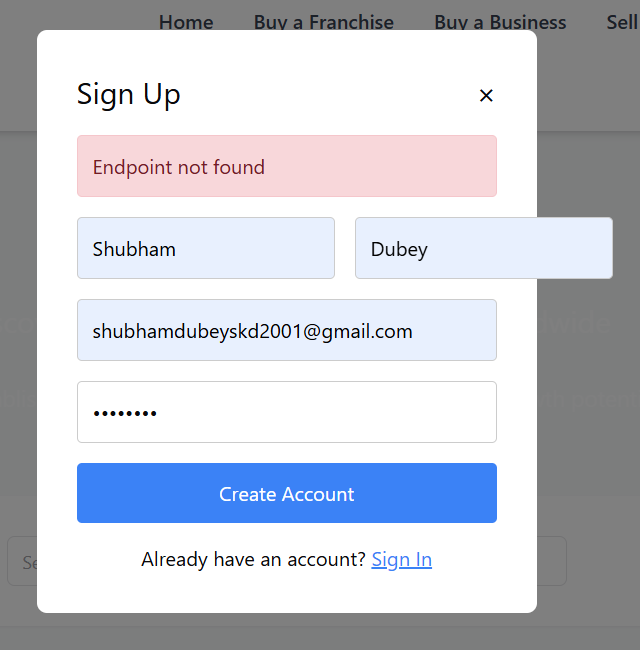 Home Buy a Franchise Buy a Business Sell
Sign Up ×
Endpoint not found
Shubham Dubey
shubhamdubeyskd2001@gmail.com
••••••••
Create Account
Already have an account? Sign In